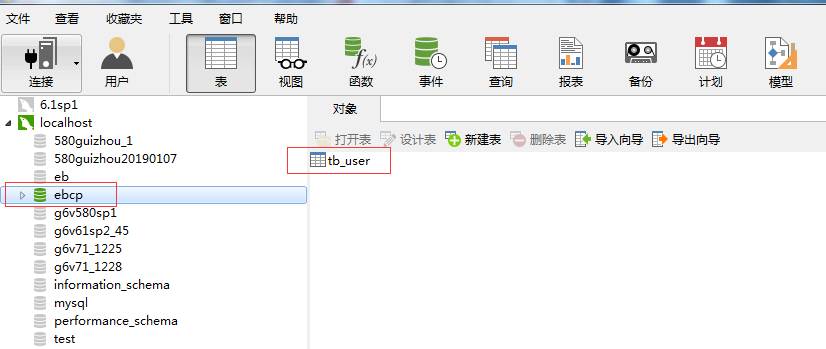 文件 查看 收藏夹 工具 窗口 帮助
连接 用户 表 视图 函数 事件 查询 报表 备份 计划 模型
6.1sp1
localhost
580guizhou_1
580guizhou20190107
eb
ebcp
g6v580sp1
g6v61sp2_45
g6v71_1225
g6v71_1228
information_schema
mysql
performance_schema
test
对象
打开表 设计表 新建表 删除表 导入向导 导出向导
tb_user